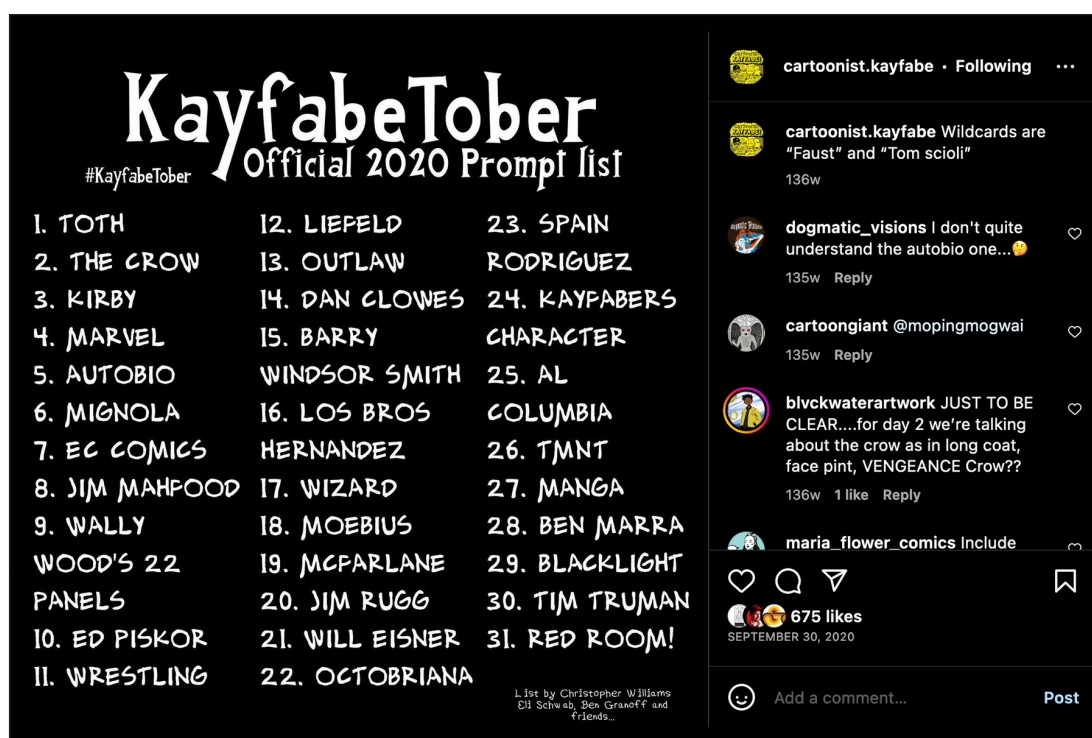 KayfabeTober
Official 2020 Prompt list
#KayfabeTober
1. TOTH
2. THE CROW
3. KIRBY
4. MARVEL
5. AUTOBIO
6. MIGNOLA
7. EC COMICS
8. JIM MAHFOOD
9. WALLY
WOOD'S 22
PANELS
10. ED PISKOR
11. WRESTLING
12. LIEFELD
13. OUTLAW
14. DAN CLOWES
15. BARRY
WINDSOR SMITH
16. LOS BROS
HERNANDEZ
17. WIZARD
18. MOEBIUS
19. MCFARLANE
20. JIM RUGG
21. WILL EISNER
22. OCTOBRIANA
23. SPAIN
RODRIGUEZ
24. KAYFABERS
CHARACTER
25. AL
COLUMBIA
26. TMNT
27. MANGA
28. BEN MARRA
29. BLACKLIGHT
30. TIM TRUMAN
31. RED ROOM!
List by Christopher Williams
Eli Schwab, Ben Granoff and
friends...
cartoonist.kayfabe • Following
cartoonist.kayfabe Wildcards are
“Faust” and “Tom scioli”
136w
dogmatic_visions I don't quite
understand the autobio one...🤔
135w Reply
cartoongiant @mopingmogwai
135w Reply
blvckwaterartwork JUST TO BE
CLEAR....for day 2 we’re talking
about the crow as in long coat,
face pint, VENGEANCE Crow??
136w 1 like Reply
maria_flower_comics Include
675 likes
SEPTEMBER 30, 2020
Add a comment...
Post